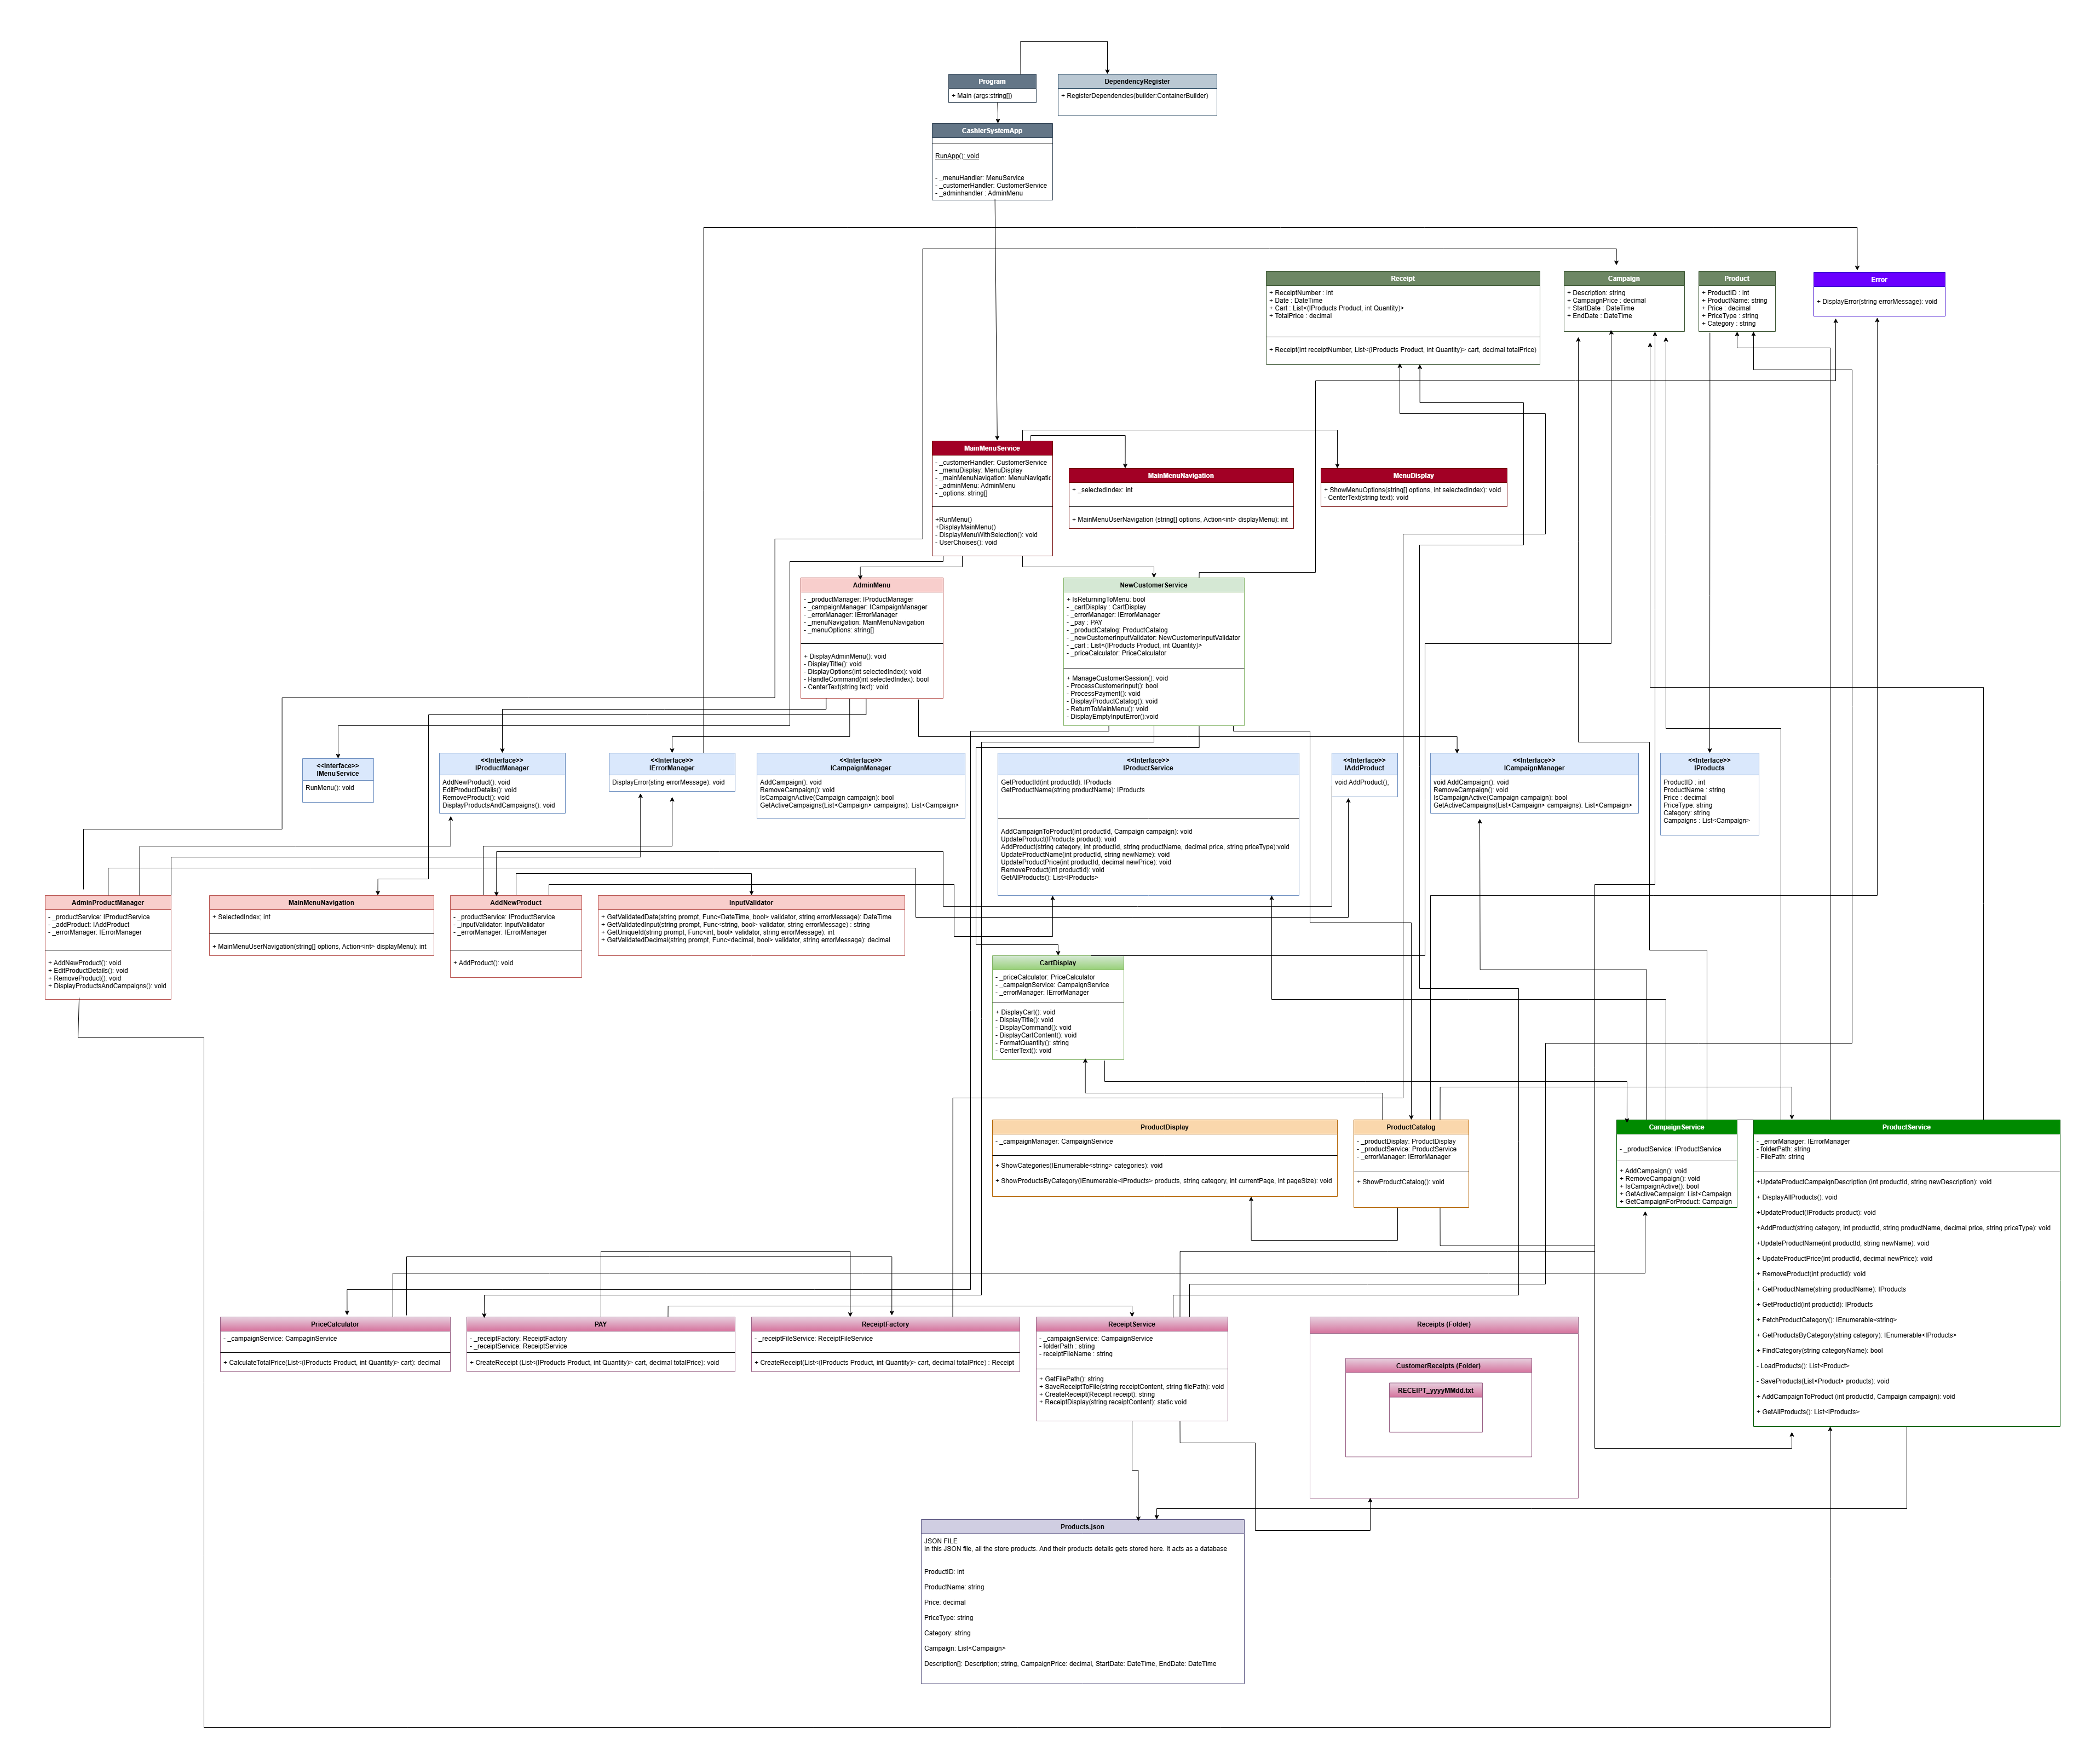 Program
+ Main (args:string[])
DependencyRegister
+ RegisterDependencies(builder:ContainerBuilder)
CashierSystemApp
RunApp(): void
- _menuHandler: MenuService
- _customerHandler: CustomerService
- _adminhandler : AdminMenu
Receipt
+ ReceiptNumber : int
+ Date : DateTime
+ Cart : List<(IProducts Product, int Quantity)>
+ TotalPrice : decimal
+ Receipt(int receiptNumber, List<(IProducts Product, int Quantity)> cart, decimal totalPrice)
Campaign
+ Description: string
+ CampaignPrice : decimal
+ StartDate : DateTime
+ EndDate : DateTime
Product
+ ProductID : int
+ ProductName: string
+ Price : decimal
+ PriceType : string
+ Category : string
Error
+ DisplayError(string errorMessage): void
MainMenuService
- _customerHandler: CustomerService
- _menuDisplay: MenuDisplay
- _mainMenuNavigation: MenuNavigatic
- _adminMenu: AdminMenu
- _options: string[]
+RunMenu()
+DisplayMainMenu()
- DisplayMenuWithSelection(): void
- UserChoises(): void
MainMenuNavigation
+ _selectedIndex: int
+ MainMenuUserNavigation (string[] options, Action<int> displayMenu): int
MenuDisplay
+ ShowMenuOptions(string[] options, int selectedIndex): void
- CenterText(string text): void
AdminMenu
- _productManager: IProductManager
- _campaignManager: ICampaignManager
- _errorManager: IErrorManager
- _menuNavigation: MainMenuNavigation
- _menuOptions: string[]
+ DisplayAdminMenu(): void
- DisplayTitle(): void
- DisplayOptions(int selectedIndex): void
- HandleCommand(int selectedIndex): bool
- CenterText(string text): void
NewCustomerService
+ IsReturningToMenu: bool
- _cartDisplay : CartDisplay
- _errorManager: IErrorManager
- _pay : PAY
- _productCatalog: ProductCatalog
- _newCustomerInputValidator: NewCustomerInputValidator
- _cart : List<(IProducts Product, int Quantity)>
- _priceCalculator: PriceCalculator
+ ManageCustomerSession(): void
- ProcessCustomerInput(): bool
- ProcessPayment(): void
- DisplayProductCatalog(): void
- ReturnToMainMenu(): void
- DisplayEmptyInputError():void
<<Interface>>
IMenuService
RunMenu(): void
<<Interface>>
IProductManager
AddNewProduct(): void
EditProductDetails(): void
RemoveProduct(): void
DisplayProductsAndCampaigns(): void
<<Interface>>
IErrorManager
DisplayError(sting errorMessage): void
<<Interface>>
ICampaignManager
AddCampaign(): void
RemoveCampaign(): void
IsCampaignActive(Campaign campaign): bool
GetActiveCampaigns(List<Campaign> campaigns): List<Campaign>
<<Interface>>
IProductService
GetProductId(int productId): IProducts
GetProductName(string productName): IProducts
AddCampaignToProduct(int productId, Campaign campaign): void
UpdateProduct(IProducts product): void
AddProduct(string category, int productId, string productName, decimal price, string priceType):void
UpdateProductName(int productId, string newName): void
UpdateProductPrice(int productId, decimal newPrice): void
RemoveProduct(int productId): void
GetAllProducts(): List<IProducts>
<<Interface>>
IAddProduct
void AddProduct();
<<Interface>>
ICampaignManager
void AddCampaign(): void
RemoveCampaign(): void
IsCampaignActive(Campaign campaign): bool
GetActiveCampaigns(List<Campaign> campaigns): List<Campaign>
<<Interface>>
IProducts
ProductID : int
ProductName : string
Price : decimal
PriceType: string
Category: string
Campaigns : List<Campaign>
AdminProductManager
- _productService: IProductService
- _addProduct: IAddProduct
- _errorManager: IErrorManager
+ AddNewProduct(): void
+ EditProductDetails(): void
+ RemoveProduct(): void
+ DisplayProductsAndCampaigns(): void
MainMenuNavigation
+ SelectedIndex; int
+ MainMenuUserNavigation(string[] options, Action<int> displayMenu): int
AddNewProduct
- _productService: IProductService
- _inputValidator: InputValidator
- _errorManager: IErrorManager
+ AddProduct(): void
InputValidator
+ GetValidatedDate(string prompt, Func<DateTime, bool> validator, string errorMessage): DateTime
+ GetValidatedInput(string prompt, Func<string, bool> validator, string errorMessage) : string
+ GetUniqueId(string prompt, Func<int, bool> validator, string errorMessage): int
+ GetValidatedDecimal(string prompt, Func<decimal, bool> validator, string errorMessage): decimal
CartDisplay
- _priceCalculator: PriceCalculator
- _campaignService: CampaignService
- _errorManager: IErrorManager
+ DisplayCart(): void
- DisplayTitle(): void
- DisplayCommand(): void
- DisplayCartContent(): void
- FormatQuantity(): string
- CenterText(): void
ProductDisplay
- _campaignManager: CampaignService
+ ShowCategories(IEnumerable<string> categories): void
+ ShowProductsByCategory(IEnumerable<IProducts> products, string category, int currentPage, int pageSize): void
ProductCatalog
- _productDisplay: ProductDisplay
- _productService: ProductService
- _errorManager: IErrorManager
+ ShowProductCatalog(): void
CampaignService
- _productService: IProductService
+ AddCampaign(): void
+ RemoveCampaign(): void
+ IsCampaignActive(): bool
+ GetActiveCampaign: List<Campaign
+ GetCampaignForProduct: Campaign
ProductService
- _errorManager: IErrorManager
- folderPath: string
- FilePath: string
+UpdateProductCampaignDescription (int productId, string newDescription): void
+ DisplayAllProducts(): void
+UpdateProduct(IProducts product): void
+AddProduct(string category, int productId, string productName, decimal price, string priceType): void
+UpdateProductName(int productId, string newName): void
+ UpdateProductPrice(int productId, decimal newPrice): void
+ RemoveProduct(int productId): void
+ GetProductName(string productName): IProducts
+ GetProductId(int productId): IProducts
+ FetchProductCategory(): IEnumerable<string>
+ GetProductsByCategory(string category): IEnumerable<IProducts>
+ FindCategory(string categoryName): bool
- LoadProducts(): List<Product>
- SaveProducts(List<Product> products): void
+ AddCampaignToProduct (int productId, Campaign campaign): void
+ GetAllProducts(): List<IProducts>
PriceCalculator
- _campaignService: CampaginService
+ CalculateTotalPrice(List<(IProducts Product, int Quantity)> cart): decimal
PAY
- _receiptFactory: ReceiptFactory
- _receiptService: ReceiptService
+ CreateReceipt (List<(IProducts Product, int Quantity)> cart, decimal totalPrice): void
ReceiptFactory
- _receiptFileService: ReceiptFileService
+ CreateReceipt(List<(IProducts Product, int Quantity)> cart, decimal totalPrice) : Receipt
ReceiptService
- _campaignService: CampaignService
- folderPath : string
- receiptFileName : string
+ GetFilePath(): string
+ SaveReceiptToFile(string receiptContent, string filePath): void
+ CreateReceipt(Receipt receipt): string
+ ReceiptDisplay(string receiptContent): static void
Receipts (Folder)
CustomerReceipts (Folder)
RECEIPT_yyyyMMdd.txt
Products.json
JSON FILE
In this JSON file, all the store products. And their products details gets stored here. It acts as a database
ProductID: int
ProductName: string
Price: decimal
PriceType: string
Category: string
Campaign: List<Campaign>
Description[]: Description; string, CampaignPrice: decimal, StartDate: DateTime, EndDate: DateTime